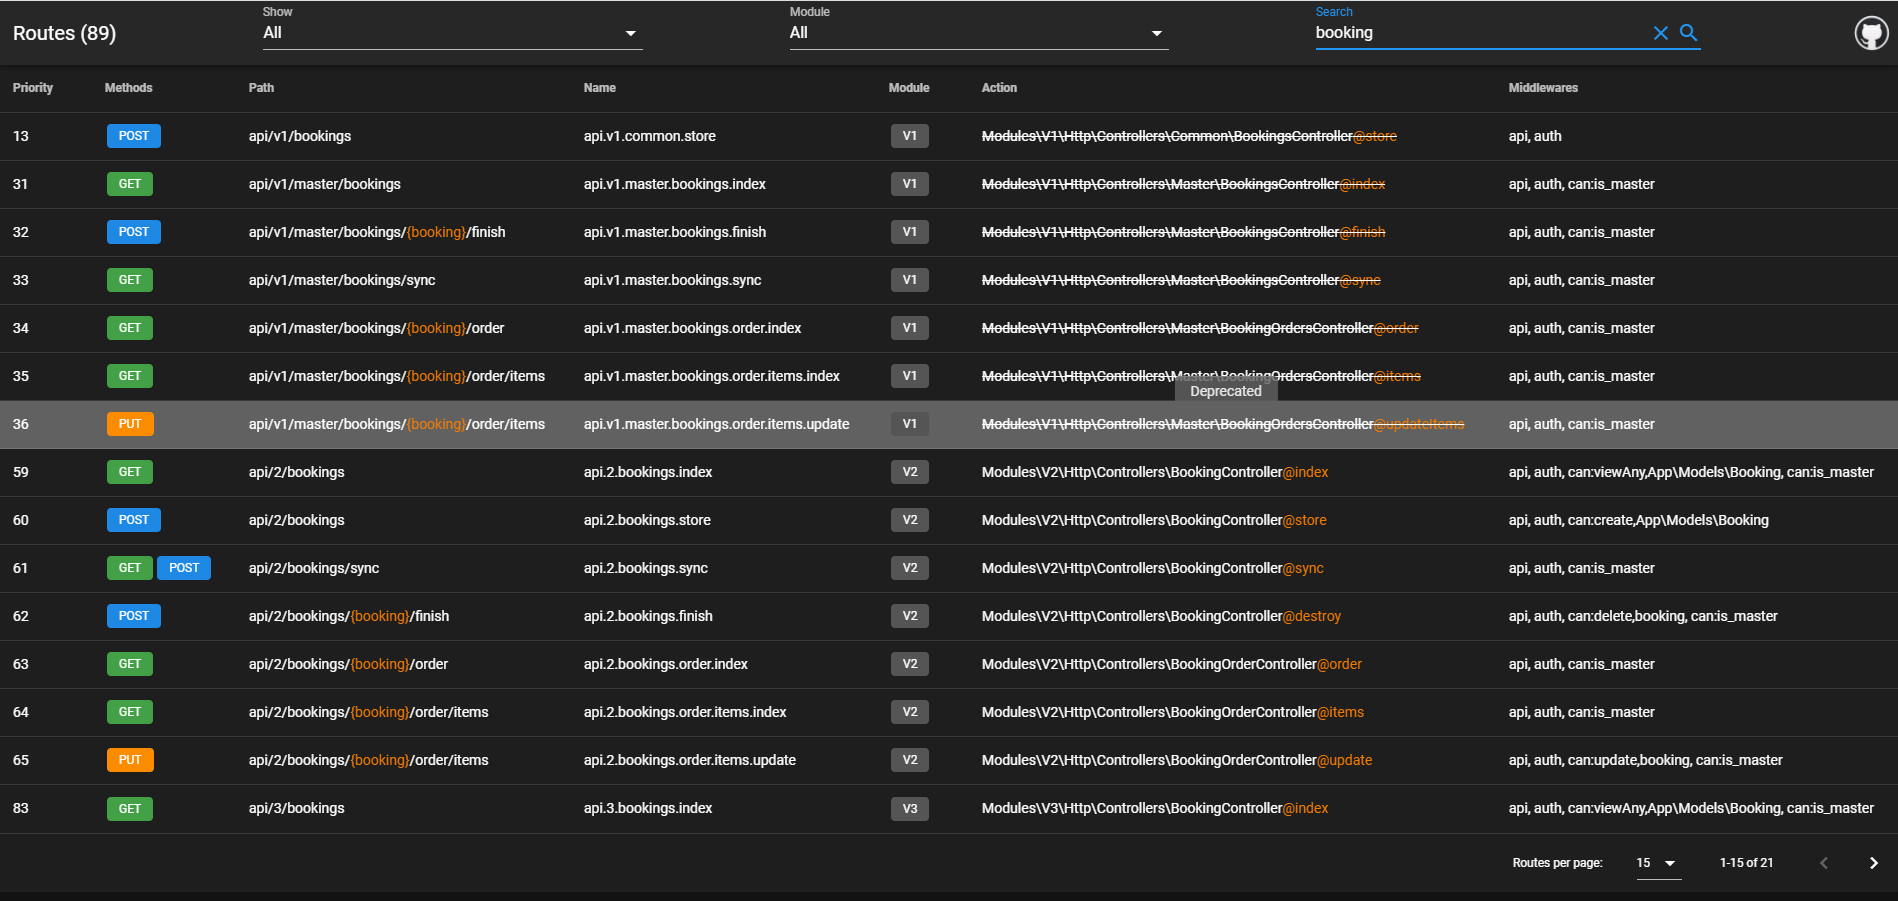 Routes (89)
Show
All
Module
All
Search
booking
Priority Methods Path Name Module Action Middlewares
13 POST api/v1/bookings api.v1.common.store V1 Modules\V1\Http\Controllers\Common\BookingsController@store api, auth
31 GET api/v1/master/bookings api.v1.master.bookings.index V1 Modules\V1\Http\Controllers\Master\BookingsController@index api, auth, can:is_master
32 POST api/v1/master/bookings/{booking}/finish api.v1.master.bookings.finish V1 Modules\V1\Http\Controllers\Master\BookingsController@finish api, auth, can:is_master
33 GET api/v1/master/bookings/sync api.v1.master.bookings.sync V1 Modules\V1\Http\Controllers\Master\BookingsController@sync api, auth, can:is_master
34 GET api/v1/master/bookings/{booking}/order api.v1.master.bookings.order.index V1 Modules\V1\Http\Controllers\Master\BookingOrdersController@order api, auth, can:is_master
35 GET api/v1/master/bookings/{booking}/order/items api.v1.master.bookings.order.items.index V1 Modules\V1\Http\Controllers\Master\BookingOrdersController@items api, auth, can:is_master
Deprecated
36 PUT api/v1/master/bookings/{booking}/order/items api.v1.master.bookings.order.items.update V1 Modules\V1\Http\Controllers\Master\BookingOrdersController@updateItems api, auth, can:is_master
59 GET api/2/bookings api.2.bookings.index V2 Modules\V2\Http\Controllers\BookingController@index api, auth, can:viewAny,App\Models\Booking, can:is_master
60 POST api/2/bookings api.2.bookings.store V2 Modules\V2\Http\Controllers\BookingController@store api, auth, can:create,App\Models\Booking
61 GET POST api/2/bookings/sync api.2.bookings.sync V2 Modules\V2\Http\Controllers\BookingController@sync api, auth, can:is_master
62 POST api/2/bookings/{booking}/finish api.2.bookings.finish V2 Modules\V2\Http\Controllers\BookingController@destroy api, auth, can:delete,booking, can:is_master
63 GET api/2/bookings/{booking}/order api.2.bookings.order.index V2 Modules\V2\Http\Controllers\BookingOrderController@order api, auth, can:is_master
64 GET api/2/bookings/{booking}/order/items api.2.bookings.order.items.index V2 Modules\V2\Http\Controllers\BookingOrderController@items api, auth, can:is_master
65 PUT api/2/bookings/{booking}/order/items api.2.bookings.order.items.update V2 Modules\V2\Http\Controllers\BookingOrderController@update api, auth, can:update,booking, can:is_master
83 GET api/3/bookings api.3.bookings.index V3 Modules\V3\Http\Controllers\BookingController@index api, auth, can:viewAny,App\Models\Booking, can:is_master
Routes per page: 15 1-15 of 21